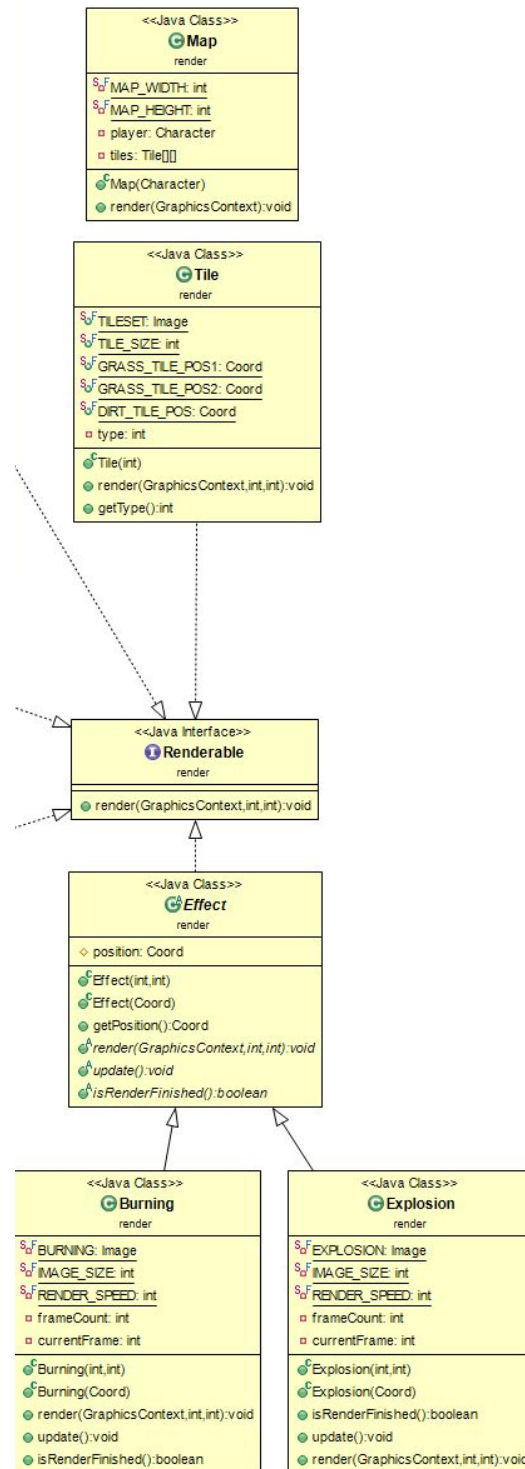 <<Java Class>>
Map
render
MAP_WIDTH: int
MAP_HEIGHT: int
player: Character
tiles: Tile[][]
Map(Character)
render(GraphicsContext):void
<<Java Class>>
Tile
render
TILESET: Image
TILE_SIZE: int
GRASS_TILE_POS1: Coord
GRASS_TILE_POS2: Coord
DIRT_TILE_POS: Coord
type: int
Tile(int)
render(GraphicsContext,int,int):void
getType():int
<<Java Interface>>
Renderable
render
render(GraphicsContext,int,int):void
<<Java Class>>
Effect
render
position: Coord
Effect(int,int)
Effect(Coord)
getPosition():Coord
render(GraphicsContext,int,int):void
update():void
isRenderFinished():boolean
<<Java Class>>
Burning
render
BURNING: Image
IMAGE_SIZE: int
RENDER_SPEED: int
frameCount: int
currentFrame: int
Burning(int,int)
Burning(Coord)
render(GraphicsContext,int,int):void
update():void
isRenderFinished():boolean
<<Java Class>>
Explosion
render
EXPLOSION: Image
IMAGE_SIZE: int
RENDER_SPEED: int
frameCount: int
currentFrame: int
Explosion(int,int)
Explosion(Coord)
isRenderFinished():boolean
update():void
render(GraphicsContext,int,int):void